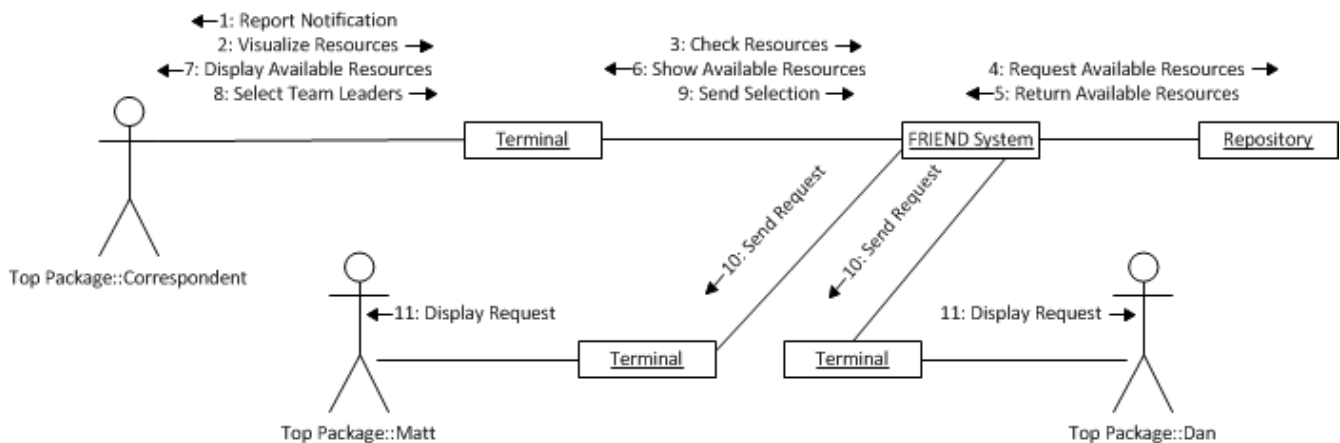 1: Report Notification
2: Visualize Resources
7: Display Available Resources
8: Select Team Leaders
3: Check Resources
6: Show Available Resources
9: Send Selection
4: Request Available Resources
5: Return Available Resources
Terminal
FRIEND System
Repository
Top Package::Correspondent
10: Send Request
10: Send Request
11: Display Request
11: Display Request
Terminal
Terminal
Top Package::Matt
Top Package::Dan